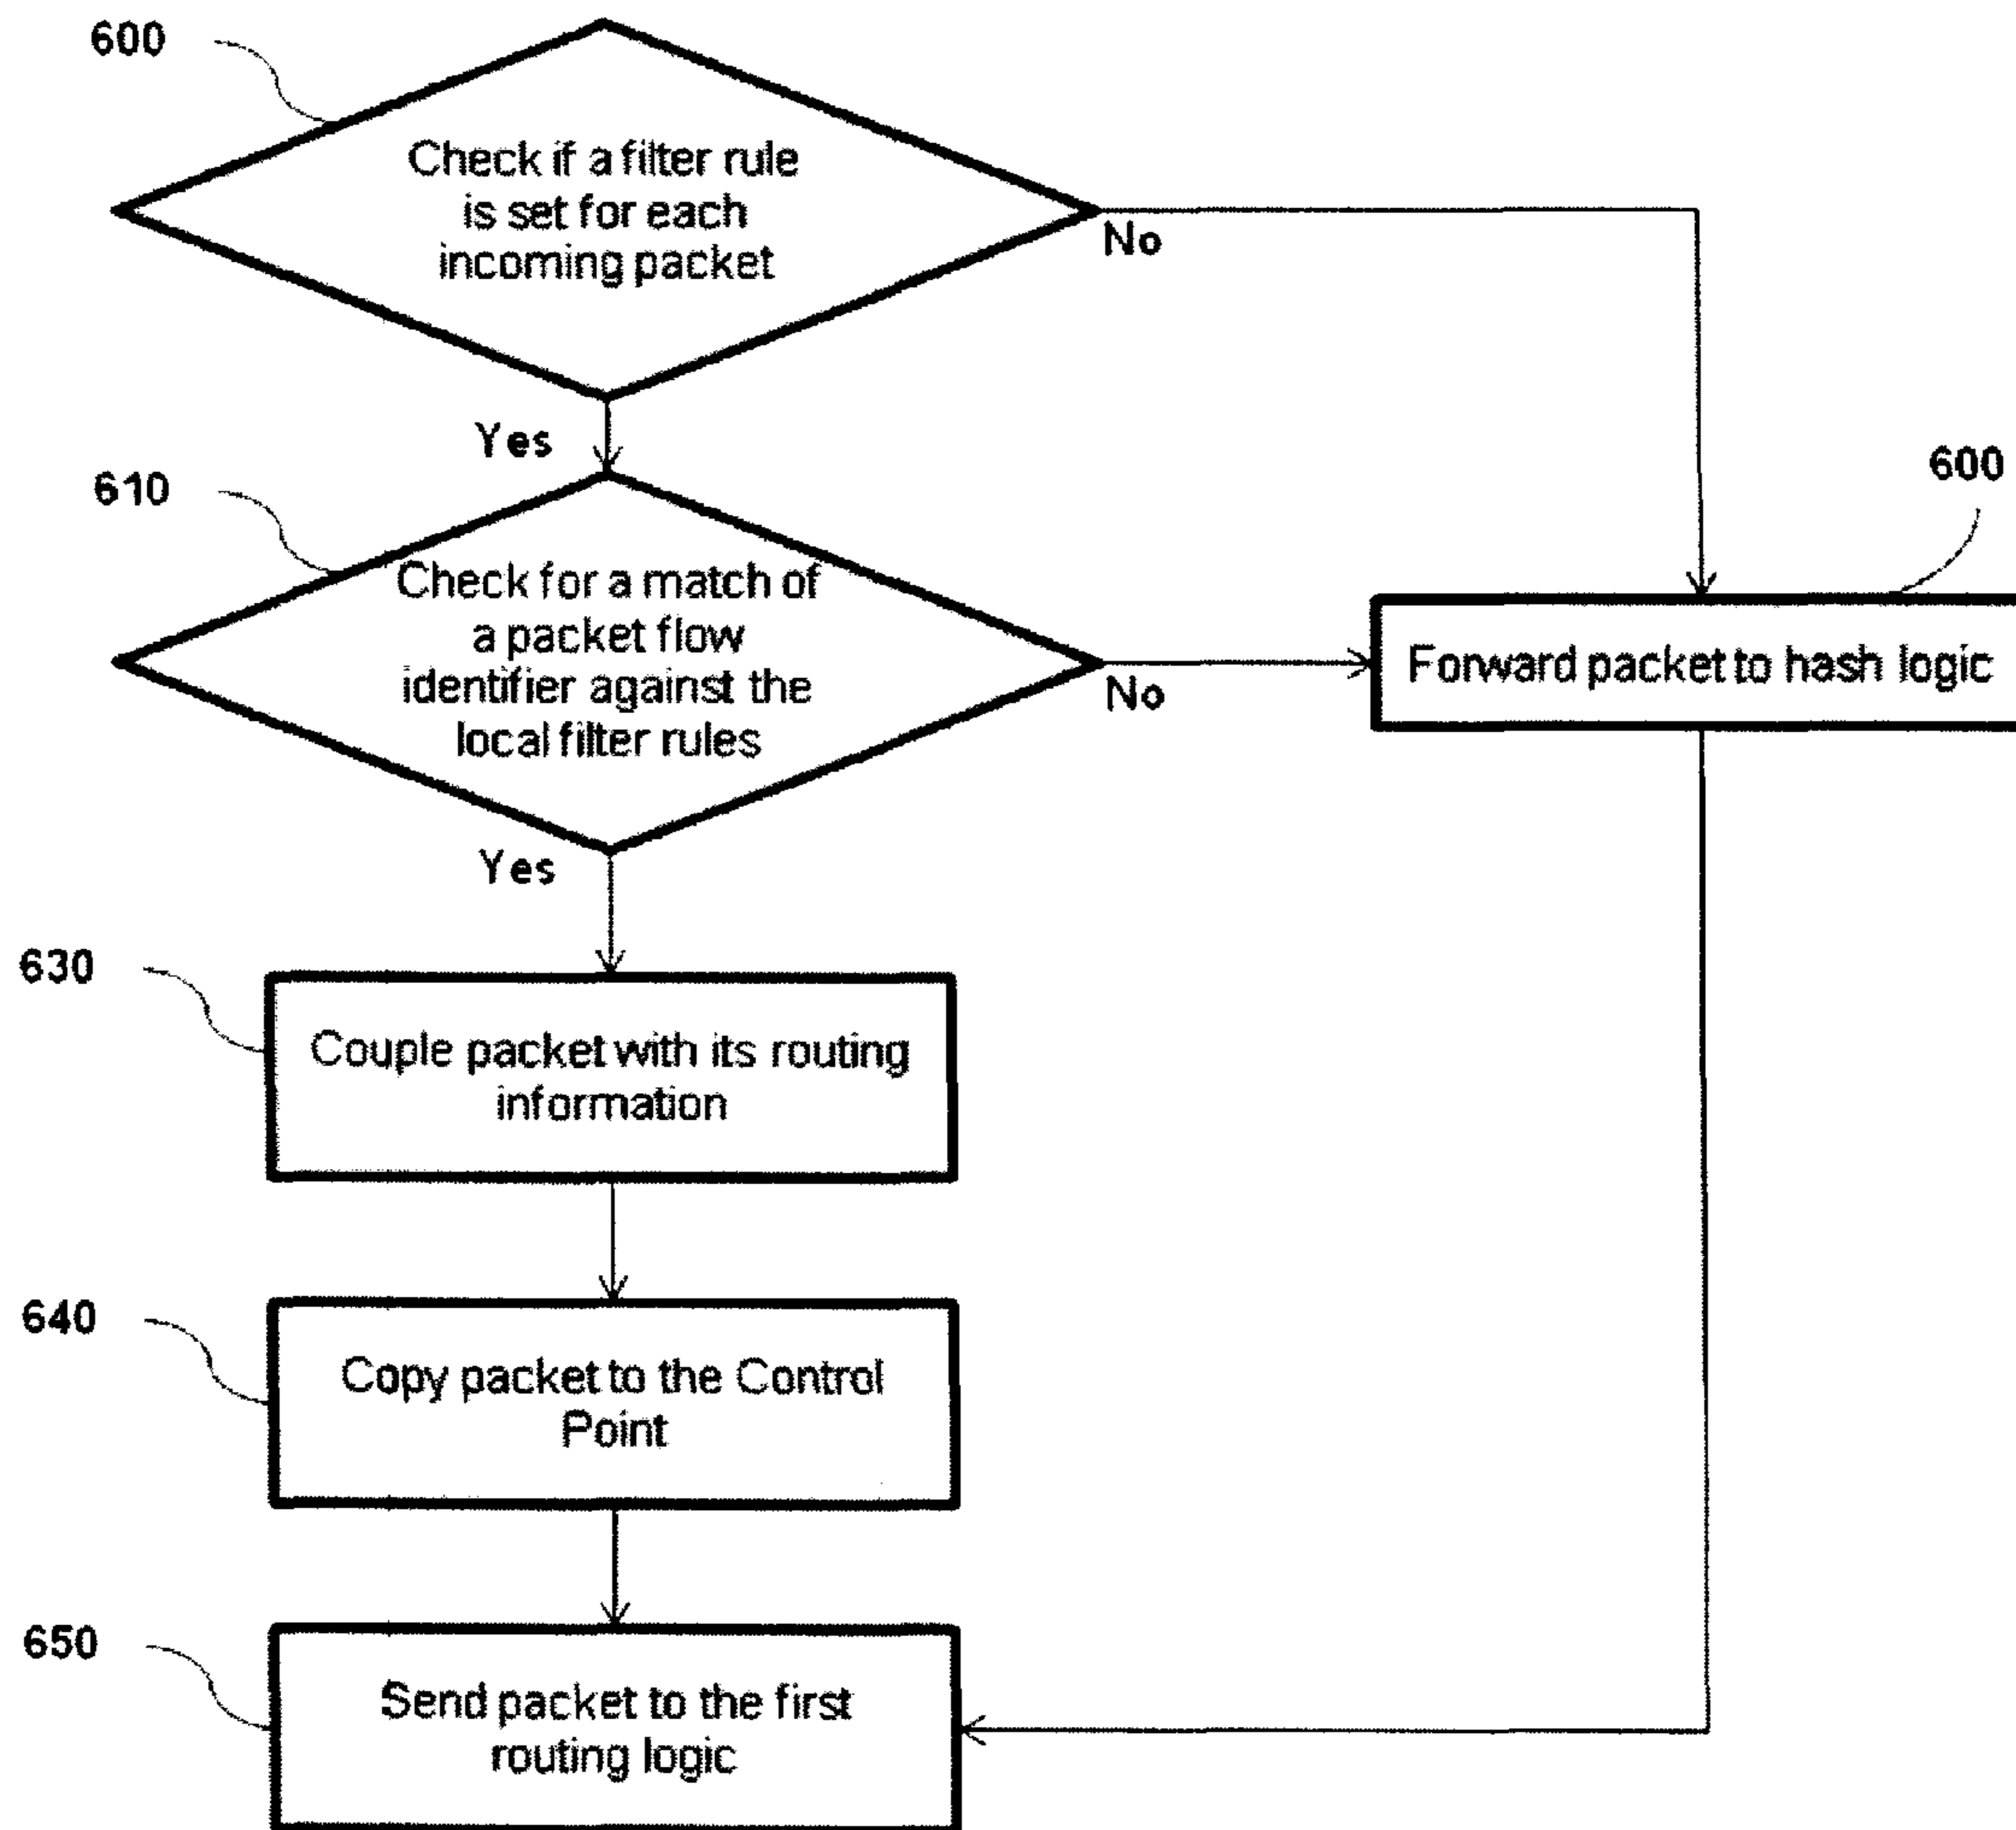 600
Check if a filter rule
is set for each
incoming packet
No
Yes
600
610
Check for a match of
a packet flow
identifier against the
local filter rules
No
Forward packet to hash logic
Yes
630
Couple packet with its routing
information
640
Copy packet to the Control
Point
650
Send packet to the first
routing logic